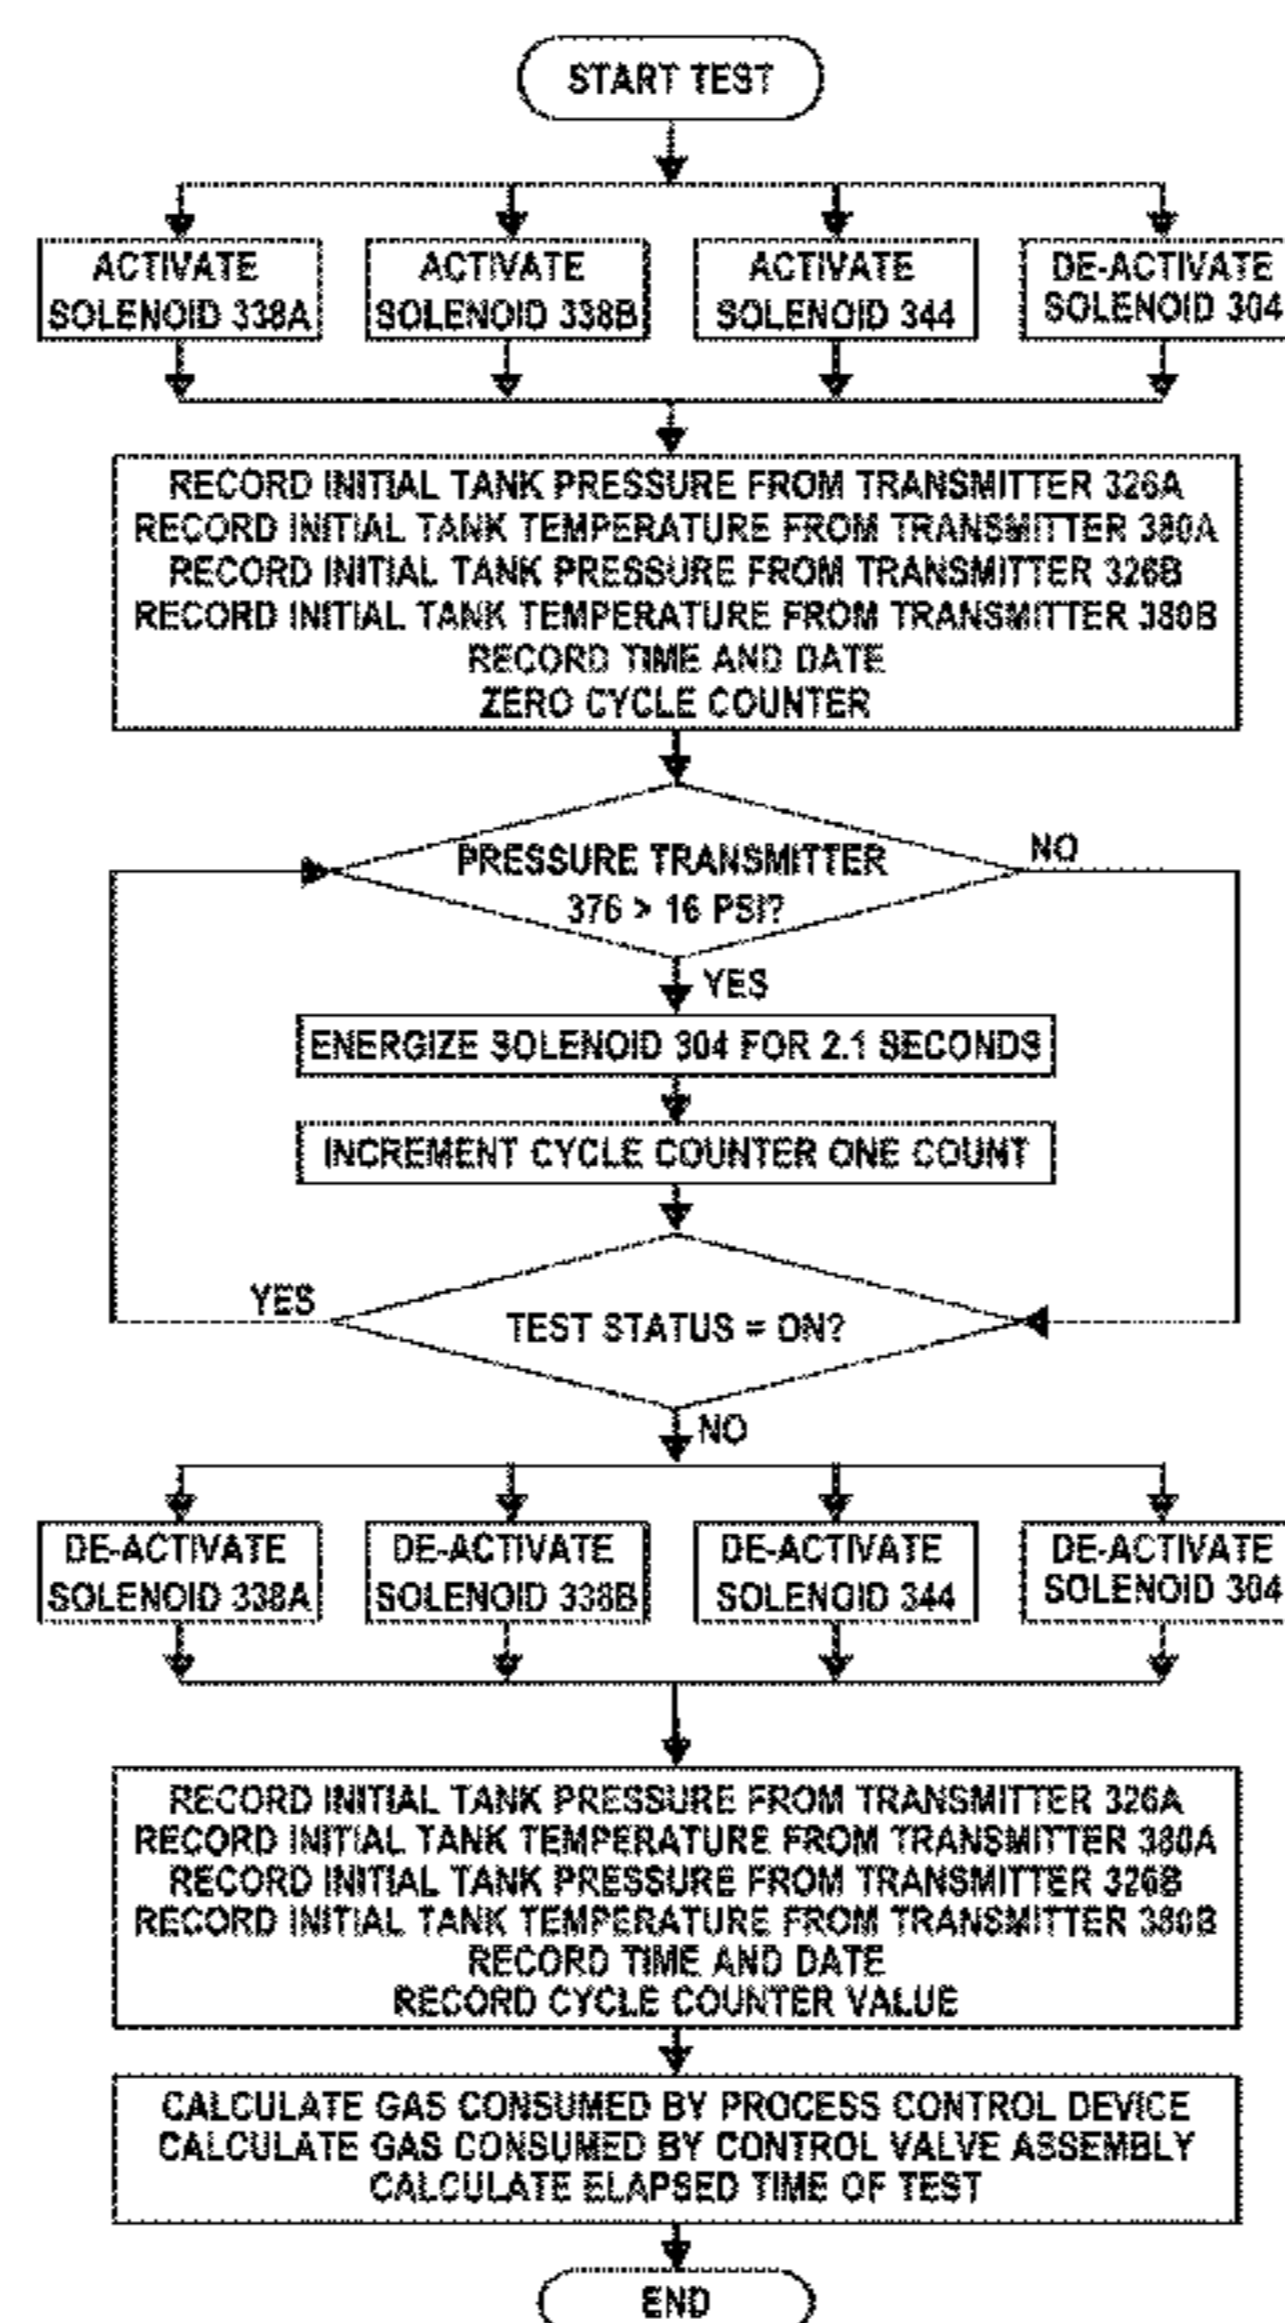 START TEST
ACTIVATE
SOLENOID 338A
ACTIVATE
SOLENOID 338B
ACTIVATE
SOLENOID 344
DE-ACTIVATE
SOLENOID 304
RECORD INITIAL TANK PRESSURE FROM TRANSMITTER 326A
RECORD INITIAL TANK TEMPERATURE FROM TRANSMITTER 380A
RECORD INITIAL TANK PRESSURE FROM TRANSMITTER 326B
RECORD INITIAL TANK TEMPERATURE FROM TRANSMITTER 380B
RECORD TIME AND DATE
ZERO CYCLE COUNTER
PRESSURE TRANSMITTER
376 > 16 PSI?
NO
YES
ENERGIZE SOLENOID 304 FOR 2.1 SECONDS
INCREMENT CYCLE COUNTER ONE COUNT
YES
TEST STATUS = ON?
NO
DE-ACTIVATE
SOLENOID 338A
DE-ACTIVATE
SOLENOID 338B
DE-ACTIVATE
SOLENOID 344
DE-ACTIVATE
SOLENOID 304
RECORD INITIAL TANK PRESSURE FROM TRANSMITTER 326A
RECORD INITIAL TANK TEMPERATURE FROM TRANSMITTER 380A
RECORD INITIAL TANK PRESSURE FROM TRANSMITTER 326B
RECORD INITIAL TANK TEMPERATURE FROM TRANSMITTER 380B
RECORD TIME AND DATE
RECORD CYCLE COUNTER VALUE
CALCULATE GAS CONSUMED BY PROCESS CONTROL DEVICE
CALCULATE GAS CONSUMED BY CONTROL VALVE ASSEMBLY
CALCULATE ELAPSED TIME OF TEST
END